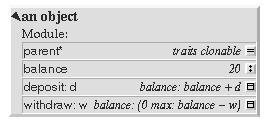 an object
Module:
parent* traits clonable =
balance 20 :
deposit: d balance: balance + d
withdraw: w balance: (0 max: balance – w)